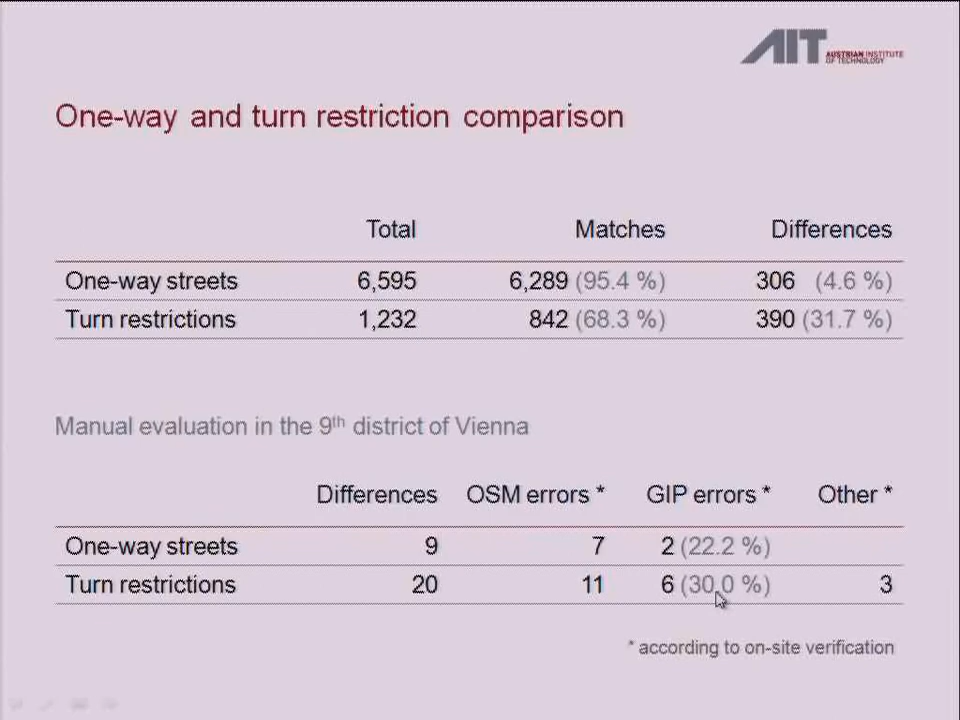 AIT AUSTRIAN INSTITUTE
OF TECHNOLOGY
One-way and turn restriction comparison
Total Matches Differences
One-way streets 6,595 6,289 (95.4 %) 306 (4.6 %)
Turn restrictions 1,232 842 (68.3 %) 390 (31.7 %)
Manual evaluation in the 9th district of Vienna
Differences OSM errors * GIP errors * Other *
One-way streets 9 7 2 (22.2 %)
Turn restrictions 20 11 6 (30.0 %) 3
* according to on-site verification